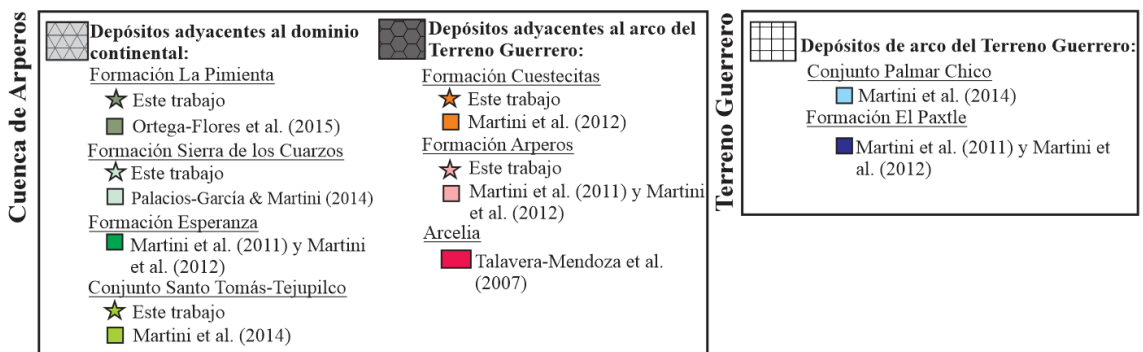 Cuenca de Arperos
Depósitos adyacentes al dominio
continental:
Formación La Pimienta
Este trabajo
Ortega-Flores et al. (2015)
Formación Sierra de los Cuarzos
Este trabajo
Palacios-García & Martini (2014)
Formación Esperanza
Martini et al. (2011) y Martini
et al. (2012)
Conjunto Santo Tomás-Tejupilco
Este trabajo
Martini et al. (2014)
Depósitos adyacentes al arco del
Terreno Guerrero:
Formación Cuestecitas
Este trabajo
Martini et al. (2012)
Formación Arperos
Este trabajo
Martini et al. (2011) y Martini
et al. (2012)
Arcelia
Talavera-Mendoza et al.
(2007)
Terreno Guerrero
Depósitos de arco del Terreno Guerrero:
Conjunto Palmar Chico
Martini et al. (2014)
Formación El Paxtle
Martini et al. (2011) y Martini et
al. (2012)